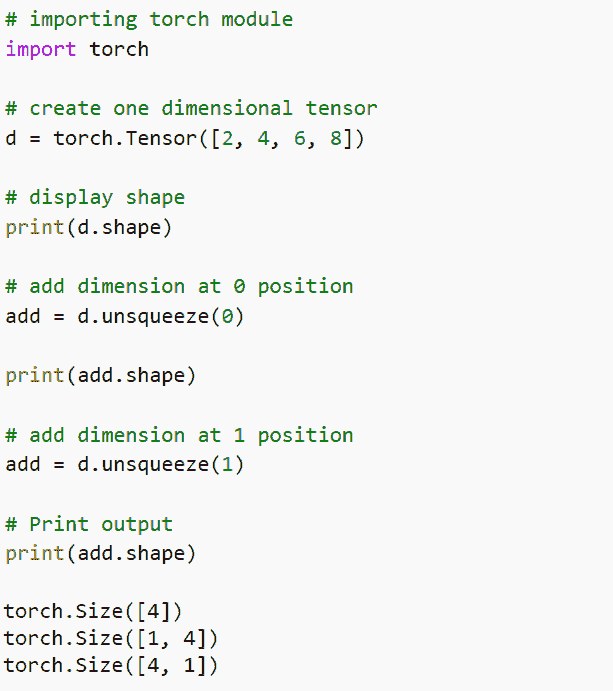 # importing torch module
import torch
# create one dimensional tensor
d = torch.Tensor([2, 4, 6, 8])
# display shape
print(d.shape)
# add dimension at 0 position
add = d.unsqueeze(0)
print(add.shape)
# add dimension at 1 position
add = d.unsqueeze(1)
# Print output
print(add.shape)
torch.Size([4])
torch.Size([1, 4])
torch.Size([4, 1])